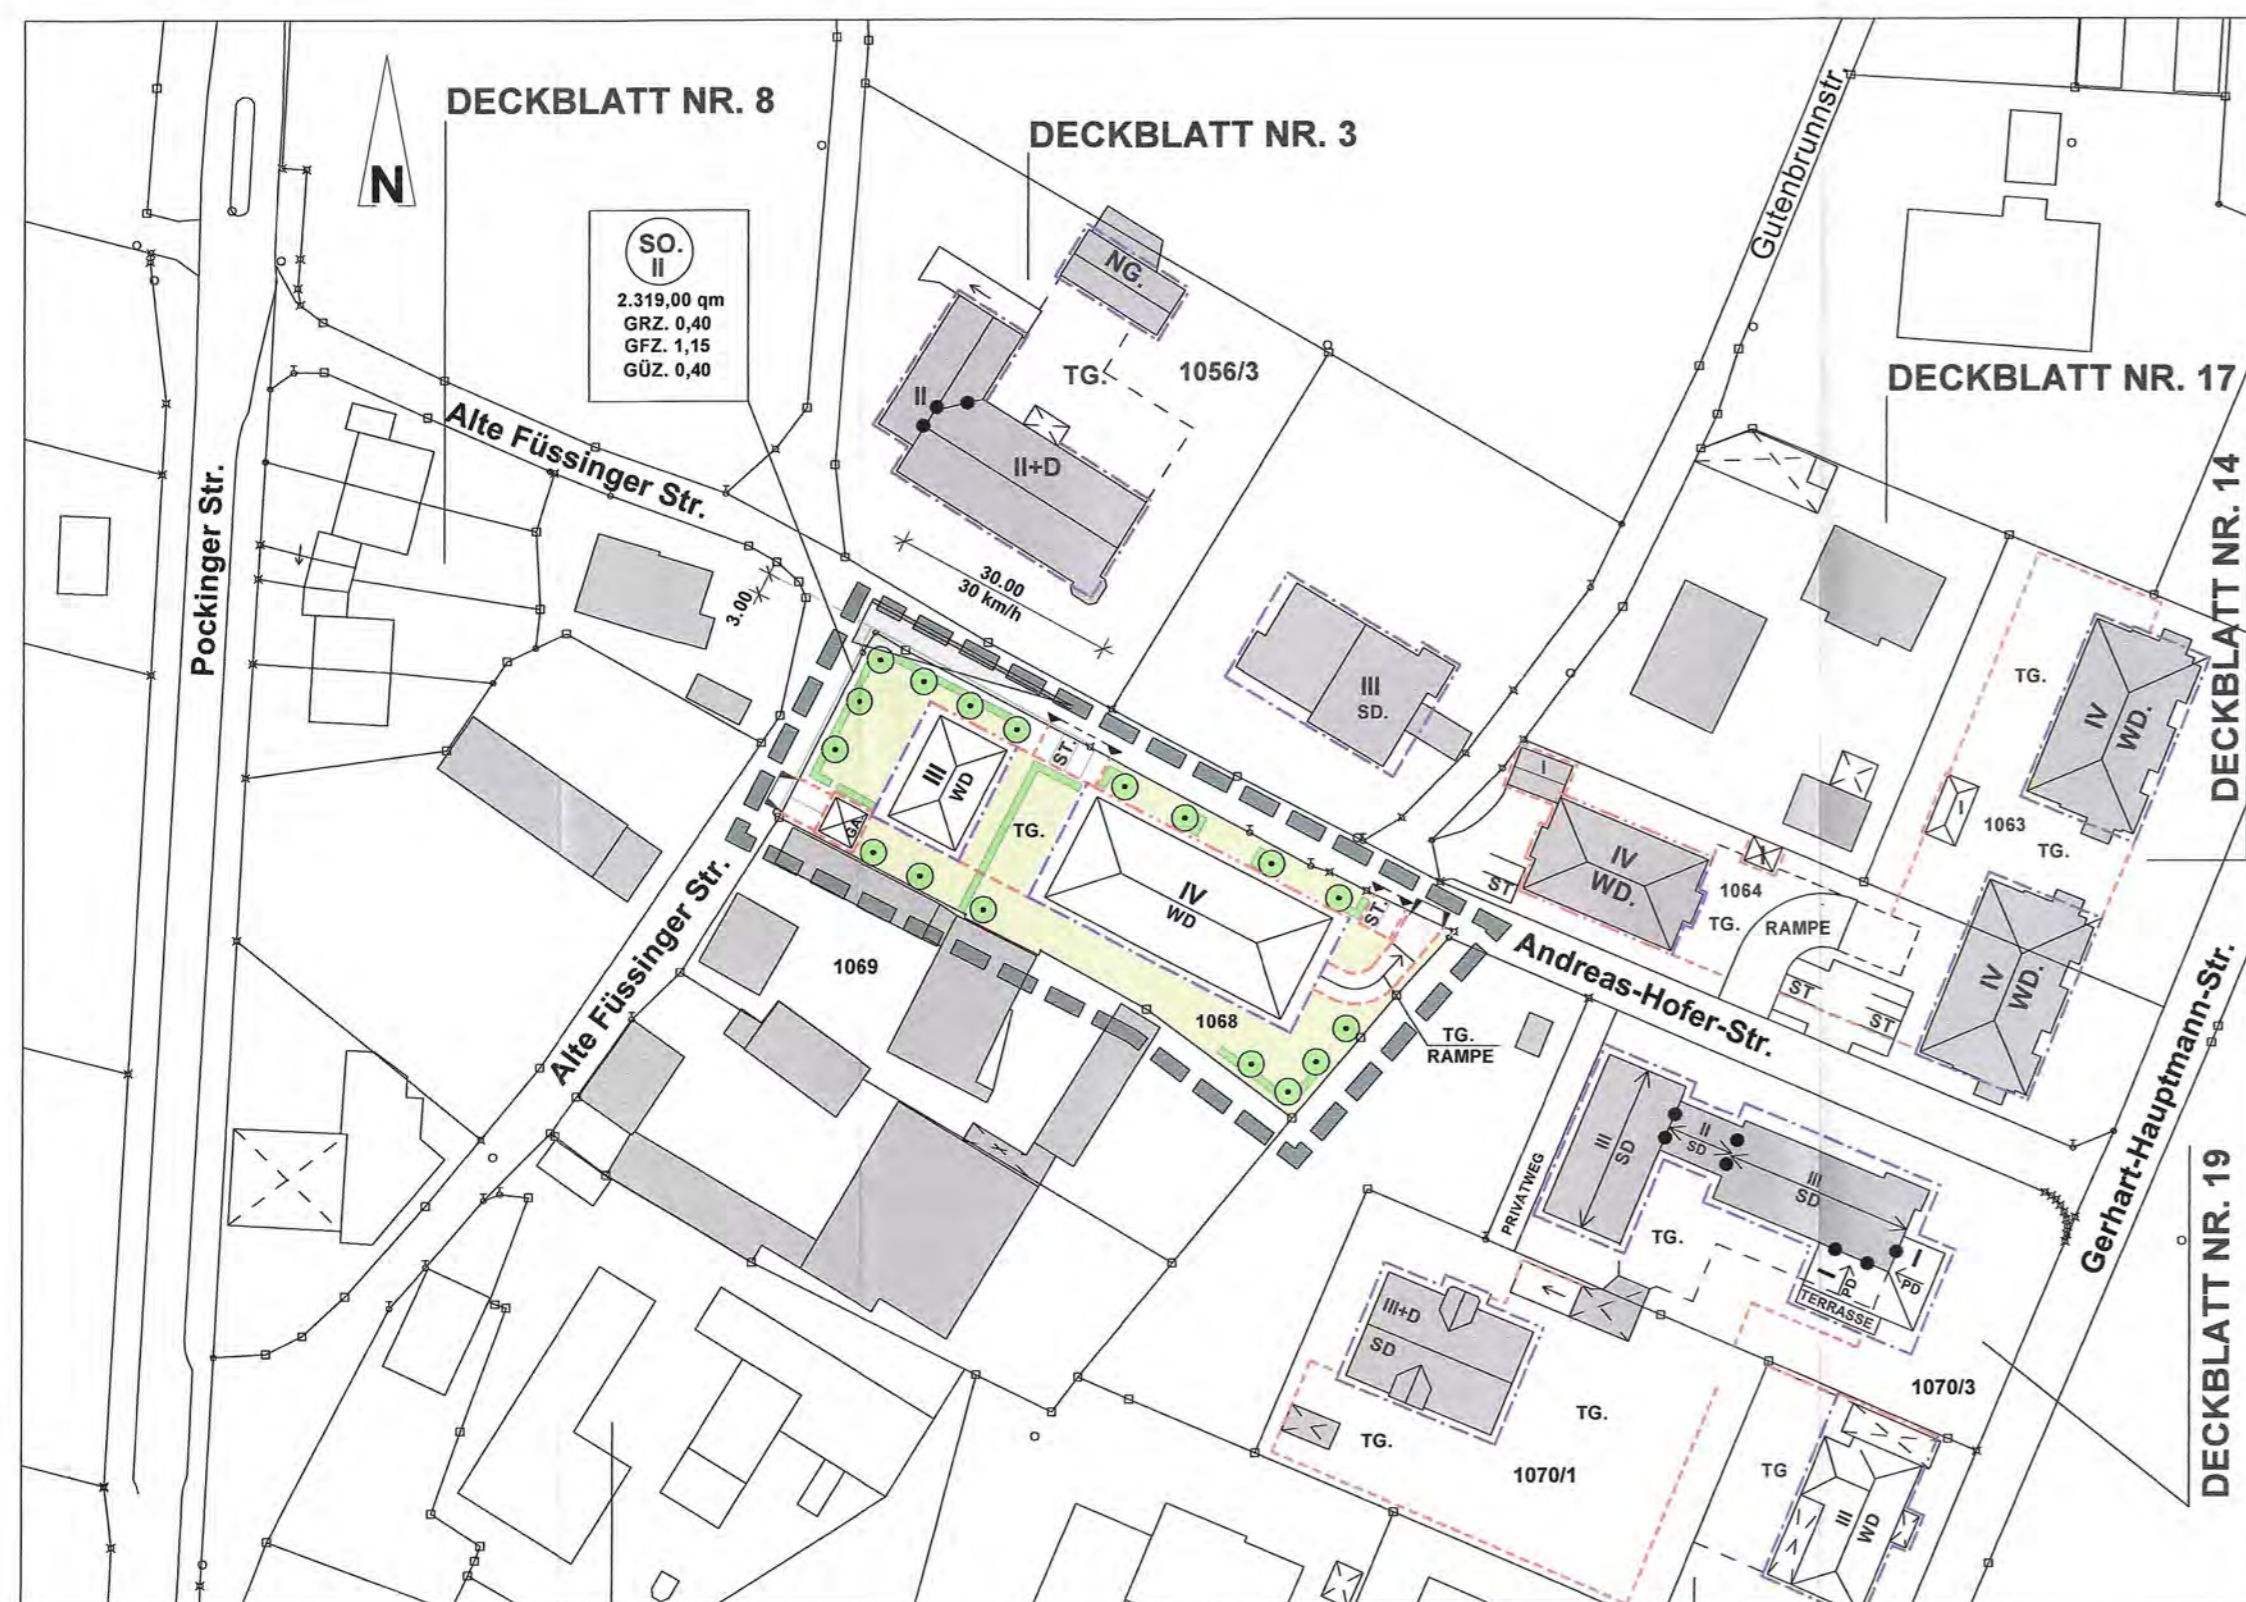 DECKBLATT NR. 8
DECKBLATT NR. 3
N
SO.
II
2.319,00 qm
GRZ. 0,40
GFZ. 1,15
GÜZ. 0,40
NG.
TG.
1056/3
II
II+D
30.00
30 km/h
3.00
Gutenbrunnstr.
DECKBLATT NR. 17
DECKBLATT NR. 14
Alte Füssinger Str.
Pockinger Str.
III
SD.
III
WD
ST.
GA
TG.
IV
WD
ST.
1068
TG.
RAMPE
1069
Alte Füssinger Str.
Andreas-Hofer-Str.
I
IV
WD.
ST
1064
TG.
RAMPE
I
ST
ST
TG.
IV
WD.
I
1063
TG.
IV
WD.
Gerhart-Hauptmann-Str.
DECKBLATT NR. 19
PRIVATWEG
III
SD
II
SD
III
SD
TG.
I
PD
I
PD
TERRASSE
1070/3
III+D
SD
TG.
TG.
1070/1
TG
III
WD